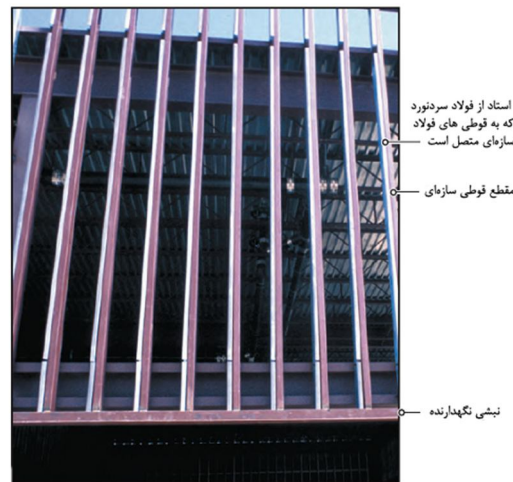 استاد از فولاد سردنورد
که به قوطی های فولاد
سازه‌ای متصل است
مقطع قوطی سازه‌ای
نبشی نگهدارنده